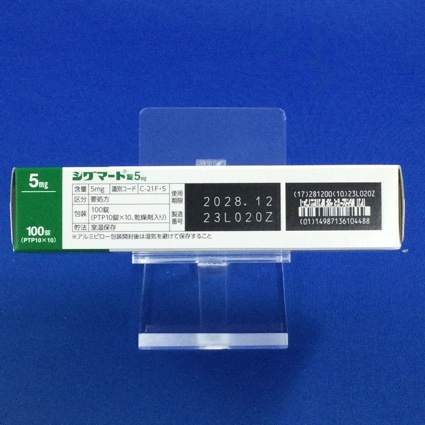 5mg
100錠
(PTP10×10)
シグマート錠5mg
含量 5mg 識別コード C-21F・5
区分 要処方
包装 100錠
(PTP10錠×10、乾燥剤入り)
貯法 室温保存
※アルミピロー包装開封後は湿気を避けて保存すること
使用期限 2028.12
製造番号 23L020Z
(17)281200(10)23L020Z
(01)14987136104488